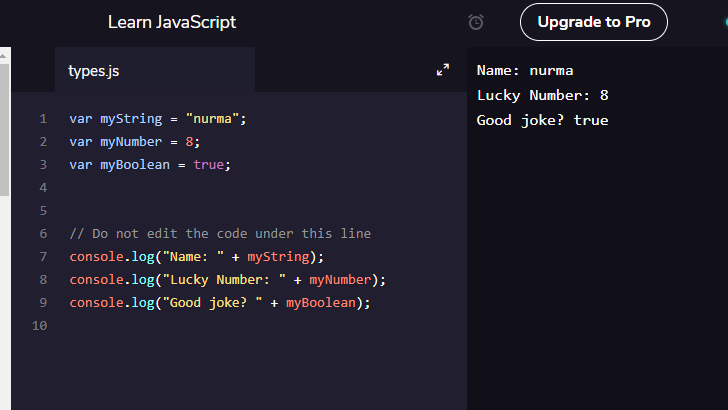 Learn JavaScript
Upgrade to Pro
types.js
1 var myString = "nurma";
2 var myNumber = 8;
3 var myBoolean = true;
4
5
6 // Do not edit the code under this line
7 console.log("Name: " + myString);
8 console.log("Lucky Number: " + myNumber);
9 console.log("Good joke? " + myBoolean);
10
Name: nurma
Lucky Number: 8
Good joke? true